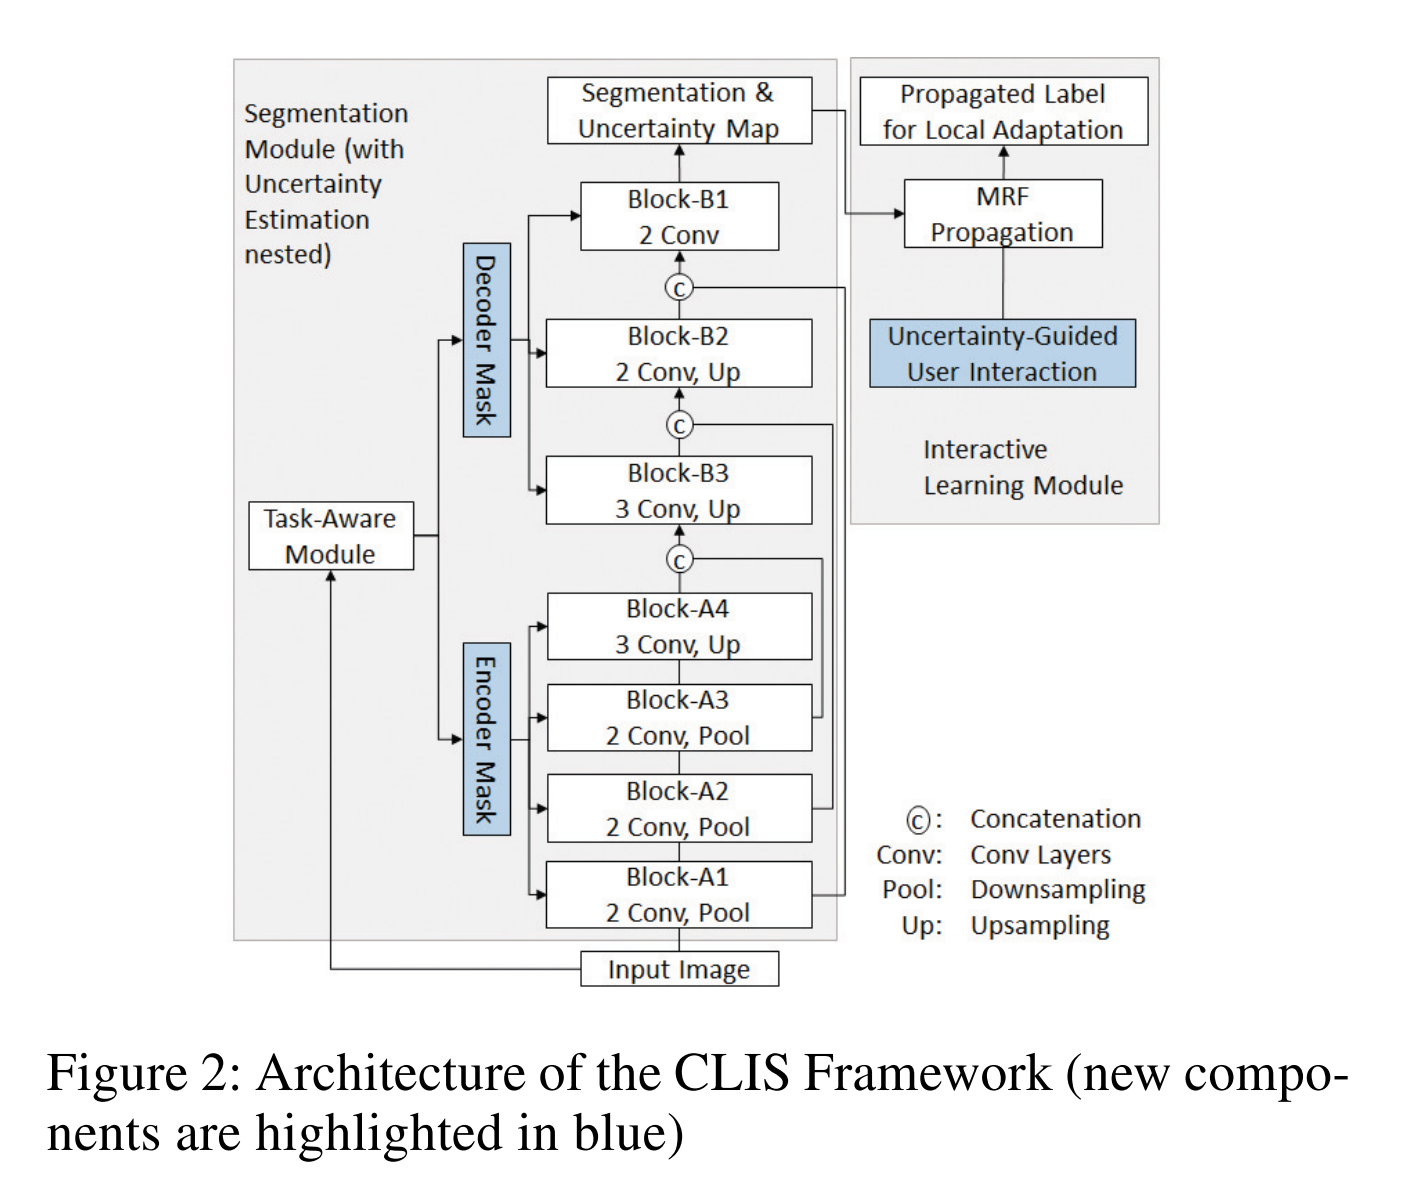 Segmentation
Module (with
Uncertainty
Estimation
nested)
Segmentation &
Uncertainty Map
Block-B1
2 Conv
c
Block-B2
2 Conv, Up
c
Block-B3
3 Conv, Up
c
Block-A4
3 Conv, Up
Block-A3
2 Conv, Pool
Block-A2
2 Conv, Pool
Block-A1
2 Conv, Pool
Input Image
Decoder Mask
Encoder Mask
Task-Aware
Module
Propagated Label
for Local Adaptation
MRF
Propagation
Uncertainty-Guided
User Interaction
Interactive
Learning Module
c: Concatenation
Conv: Conv Layers
Pool: Downsampling
Up: Upsampling
Figure 2: Architecture of the CLIS Framework (new compo-
nents are highlighted in blue)